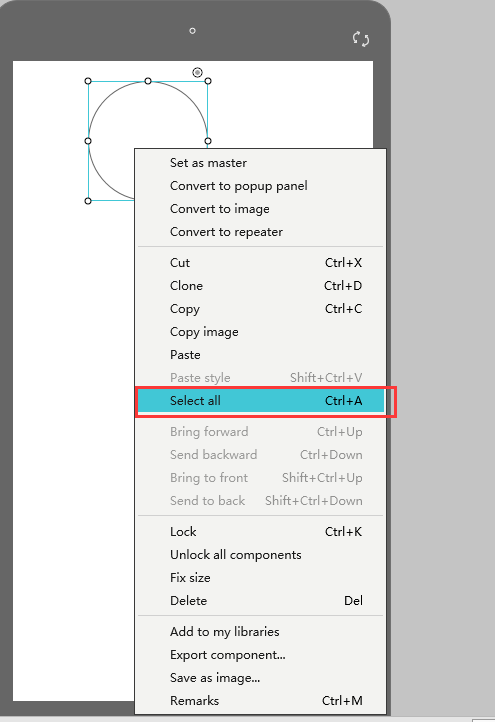 Set as master
Convert to popup panel
Convert to image
Convert to repeater
Cut Ctrl+X
Clone Ctrl+D
Copy Ctrl+C
Copy image
Paste
Paste style Shift+Ctrl+V
Select all Ctrl+A
Bring forward Ctrl+Up
Send backward Ctrl+Down
Bring to front Shift+Ctrl+Up
Send to back Shift+Ctrl+Down
Lock Ctrl+K
Unlock all components
Fix size
Delete Del
Add to my libraries
Export component...
Save as image...
Remarks Ctrl+M